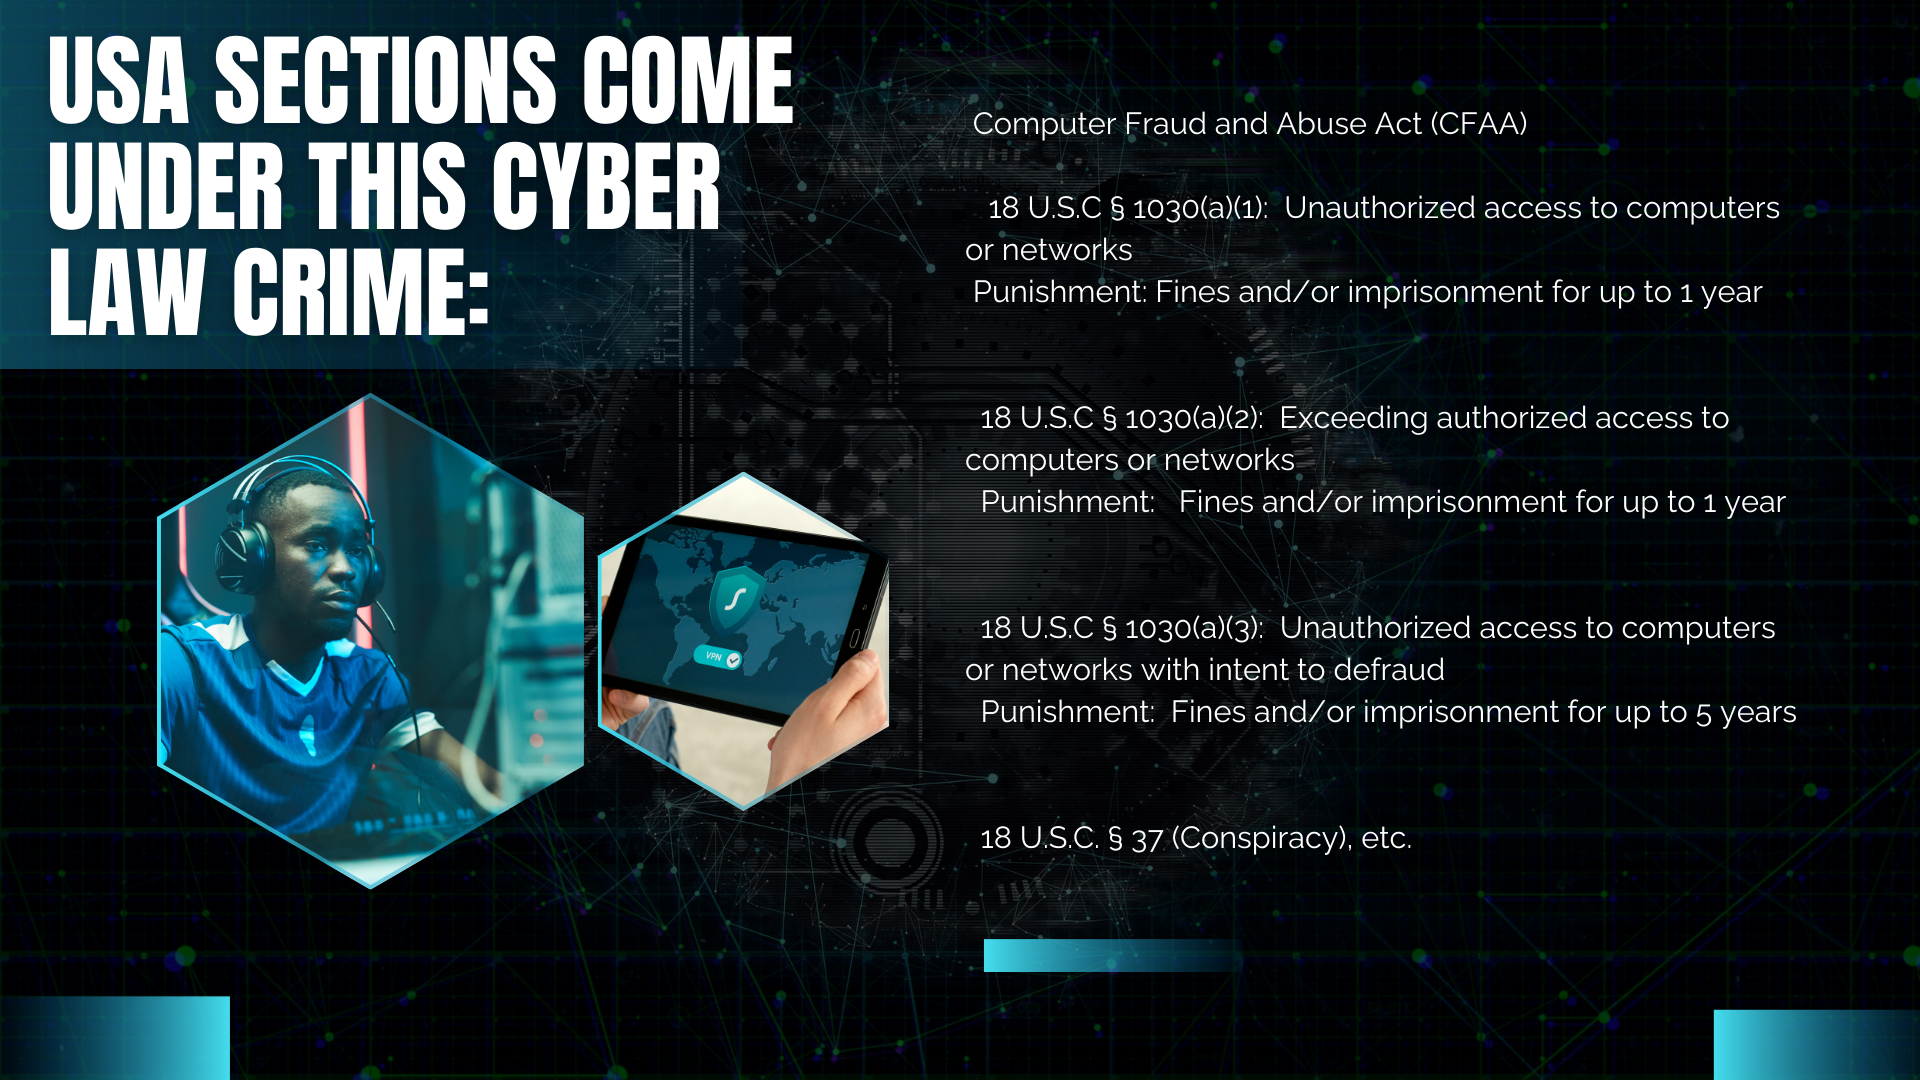 USA SECTIONS COME
UNDER THIS CYBER
LAW CRIME:
Computer Fraud and Abuse Act (CFAA)
18 U.S.C § 1030(a)(1): Unauthorized access to computers
or networks
Punishment: Fines and/or imprisonment for up to 1 year
18 U.S.C § 1030(a)(2): Exceeding authorized access to
computers or networks
Punishment: Fines and/or imprisonment for up to 1 year
18 U.S.C § 1030(a)(3): Unauthorized access to computers
or networks with intent to defraud
Punishment: Fines and/or imprisonment for up to 5 years
18 U.S.C. § 37 (Conspiracy), etc.
VPN